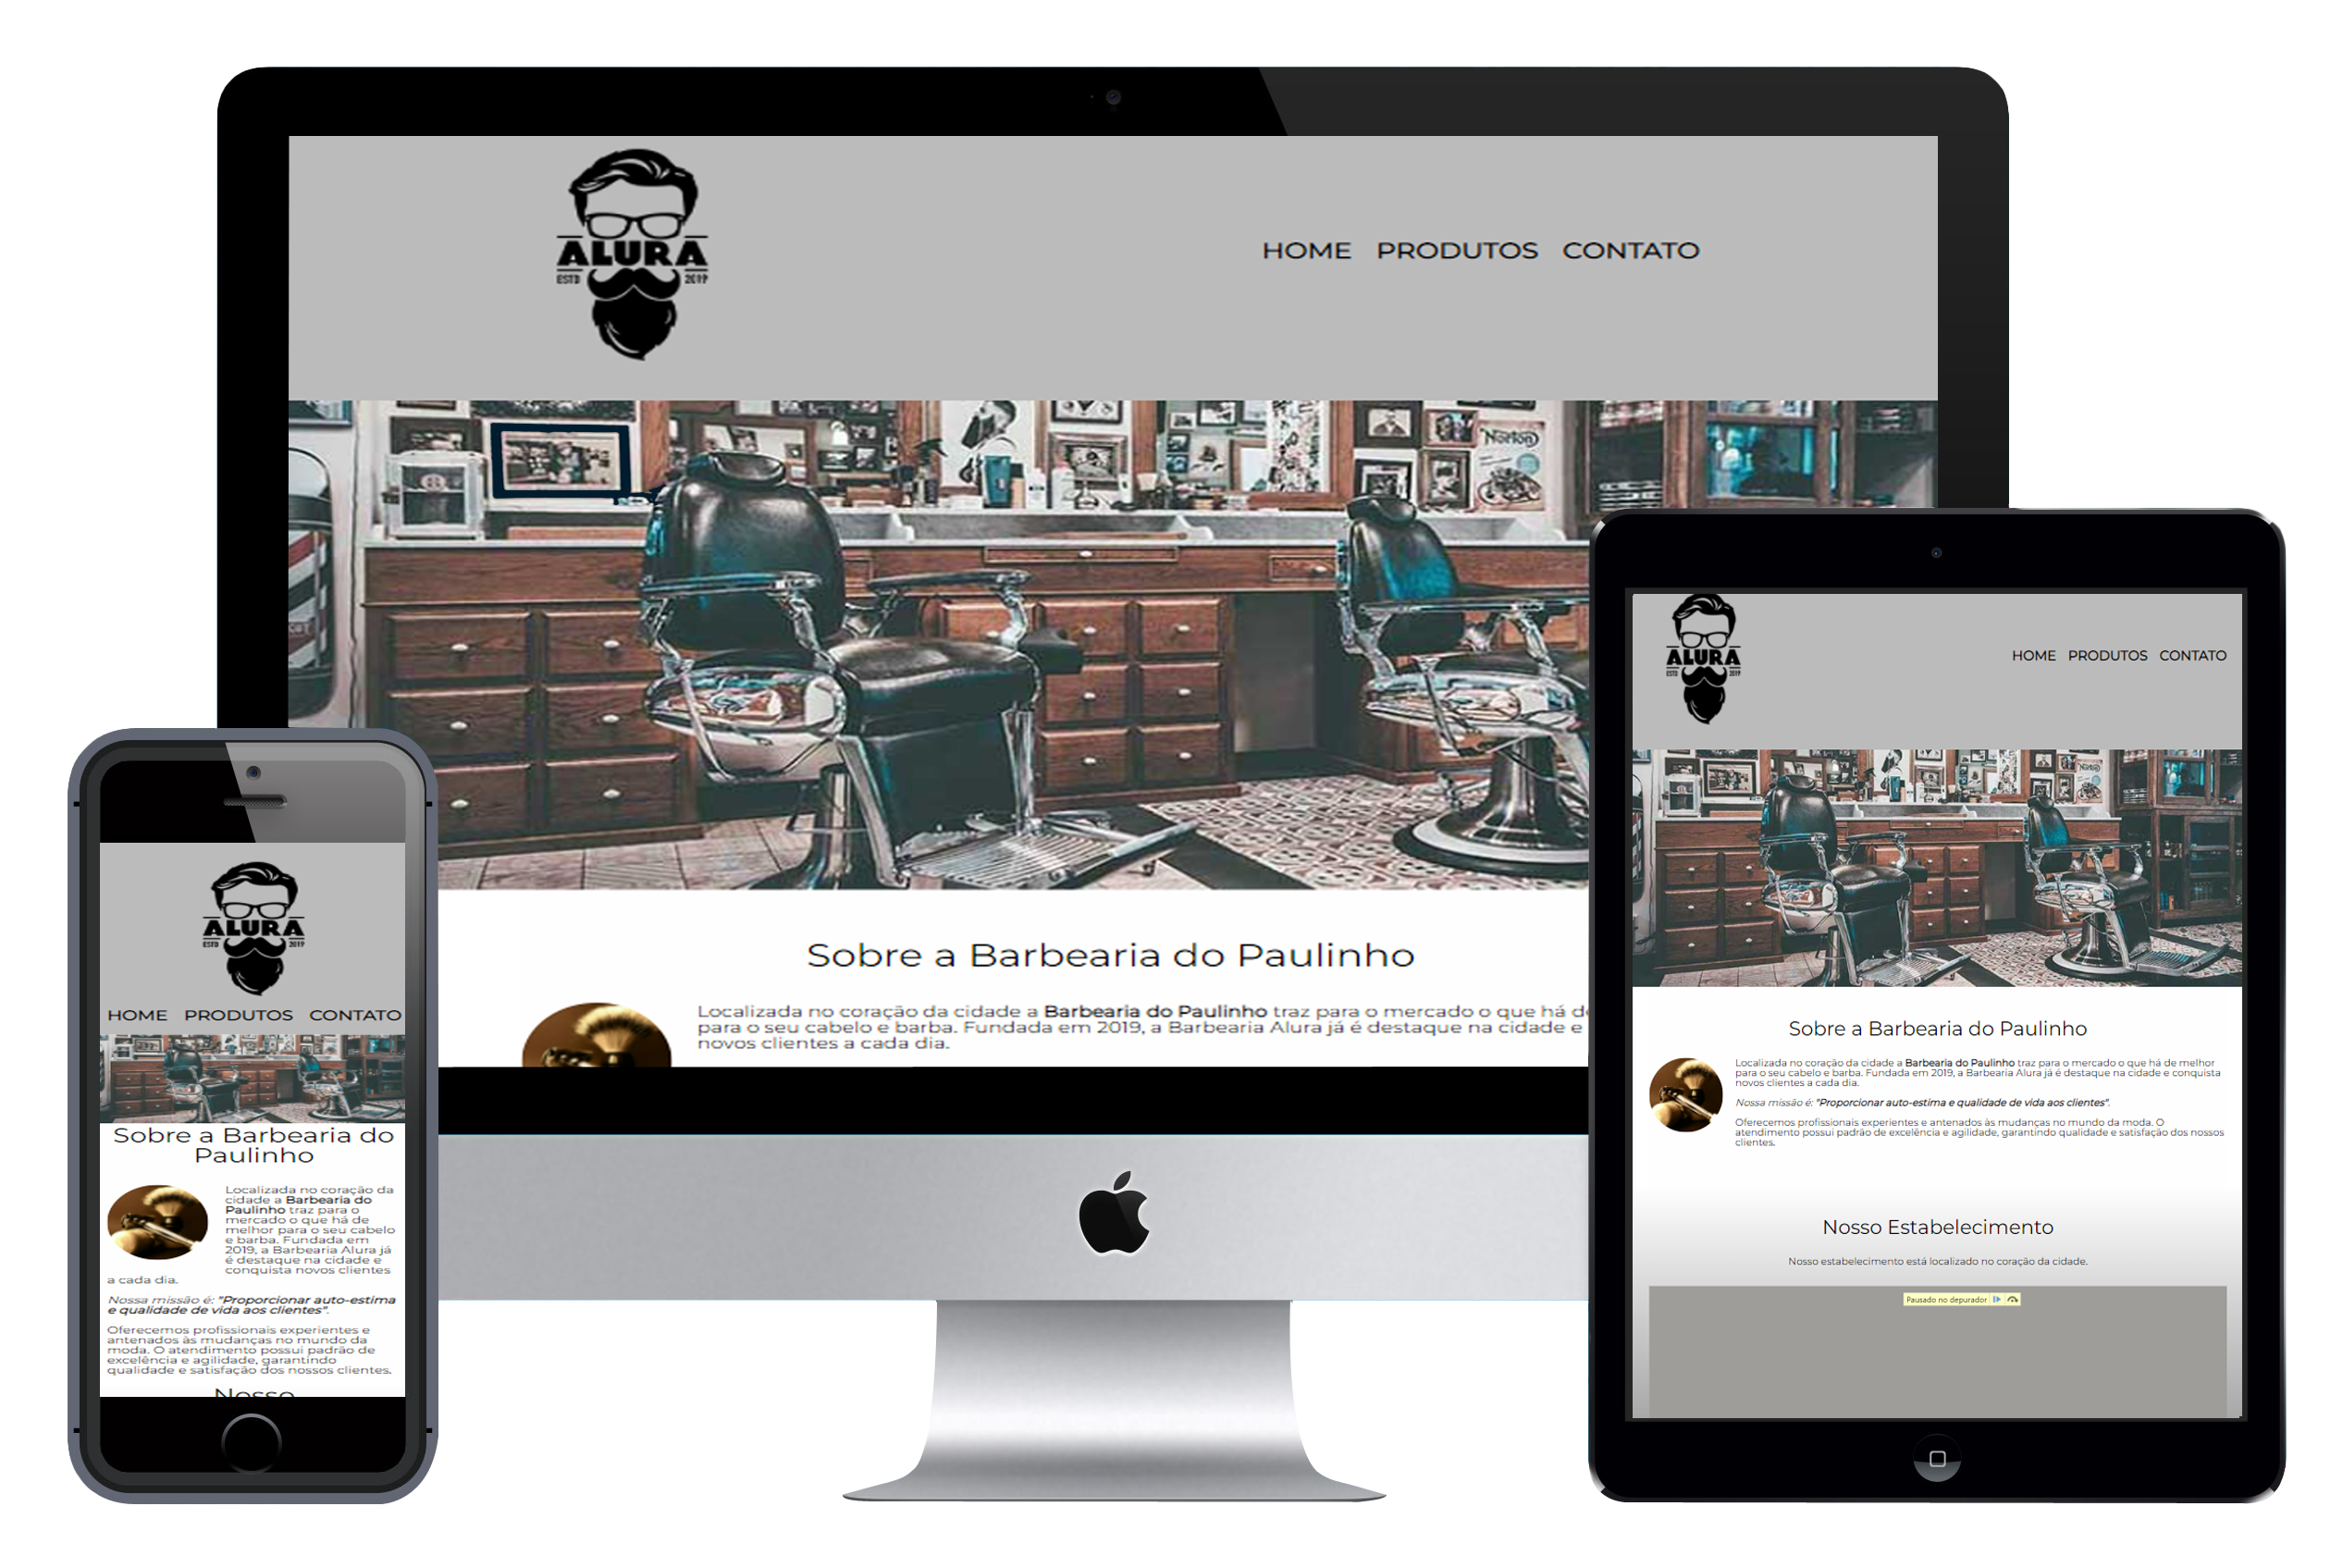 ALURA
ESTD 2019
HOME PRODUTOS CONTATO
Norton
Sobre a Barbearia do Paulinho
Localizada no coração da cidade a Barbearia do Paulinho traz para o mercado o que há d
para o seu cabelo e barba. Fundada em 2019, a Barbearia Alura já é destaque na cidade e
novos clientes a cada dia.
ALURA
ESTD 2019
HOME PRODUTOS CONTATO
Sobre a Barbearia do
Paulinho
Localizada no coração da
cidade a Barbearia do
Paulinho traz para o
mercado o que há de
melhor para o seu cabelo
e barba. Fundada em
2019, a Barbearia Alura já
é destaque na cidade e
conquista novos clientes
a cada dia.
Nossa missão é: "Proporcionar auto-estima
e qualidade de vida aos clientes".
Oferecemos profissionais experientes e
antenados às mudanças no mundo da
moda. O atendimento possui padrão de
excelência e agilidade, garantindo
qualidade e satisfação dos nossos clientes.
Nosso
ALURA
ESTD 2019
HOME PRODUTOS CONTATO
Norton
Sobre a Barbearia do Paulinho
Localizada no coração da cidade a Barbearia do Paulinho traz para o mercado o que há de melhor
para o seu cabelo e barba. Fundada em 2019, a Barbearia Alura já é destaque na cidade e conquista
novos clientes a cada dia.
Nossa missão é: "Proporcionar auto-estima e qualidade de vida aos clientes".
Oferecemos profissionais experientes e antenados às mudanças no mundo da moda. O
atendimento possui padrão de excelência e agilidade, garantindo qualidade e satisfação dos nossos
clientes.
Nosso Estabelecimento
Nosso estabelecimento está localizado no coração da cidade.
Pausado no depurador